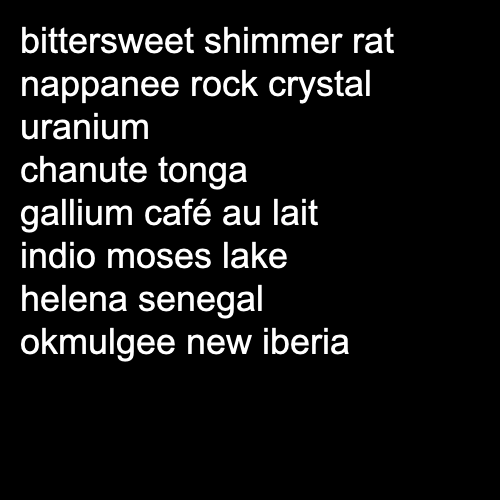 bittersweet shimmer rat
nappanee rock crystal
uranium
chanute tonga
gallium café au lait
indio moses lake
helena senegal
okmulgee new iberia